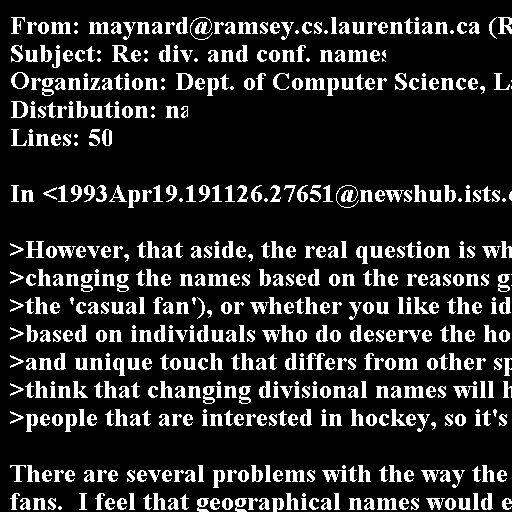 From: maynard@ramsey.cs.laurentian.ca (R
Subject: Re: div. and conf. names
Organization: Dept. of Computer Science, La
Distribution: na
Lines: 50

In <1993Apr19.191126.27651@newshub.ists.

>However, that aside, the real question is wh
>changing the names based on the reasons g
>the 'casual fan'), or whether you like the id
>based on individuals who do deserve the ho
>and unique touch that differs from other sp
>think that changing divisional names will h
>people that are interested in hockey, so it's

There are several problems with the way the
fans.  I feel that geographical names would e